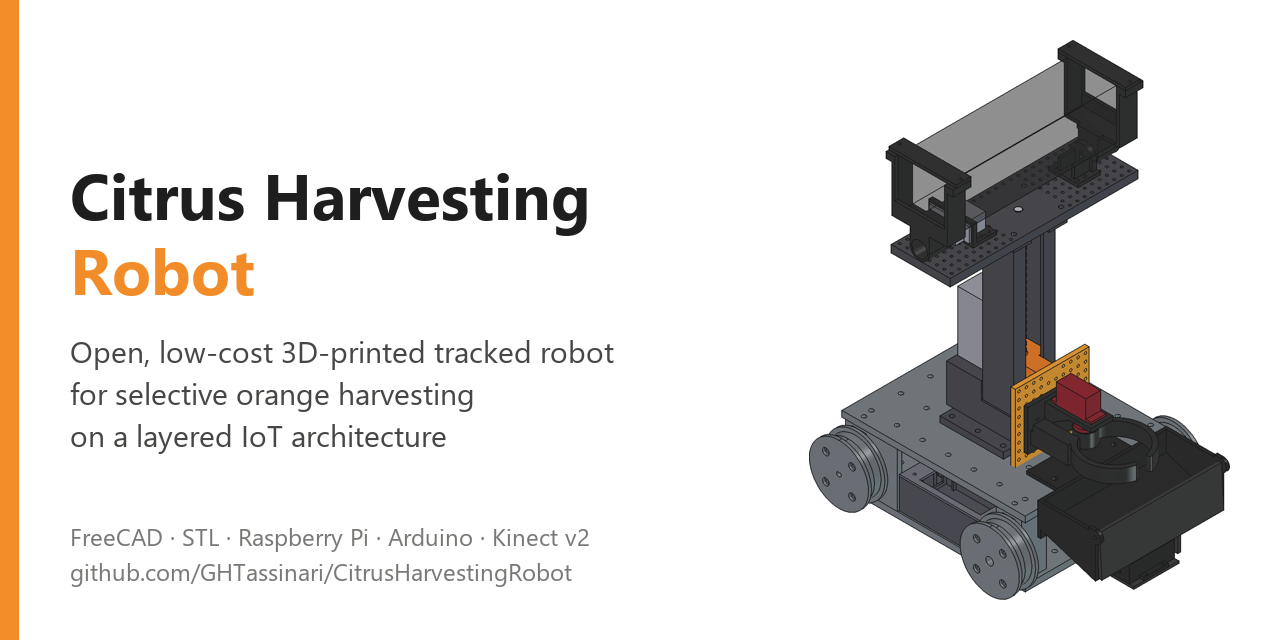 Citrus Harvesting
Robot
Open, low-cost 3D-printed tracked robot
for selective orange harvesting
on a layered IoT architecture
FreeCAD · STL · Raspberry Pi · Arduino · Kinect v2
github.com/GHTassinari/CitrusHarvestingRobot